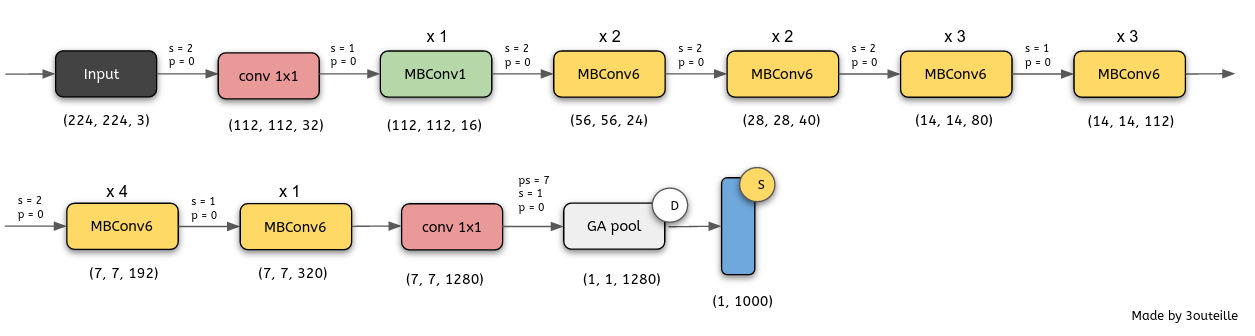 x 1
x 2
x 2
x 3
x 3
s = 2
p = 0
s = 1
p = 0
s = 2
p = 0
s = 2
p = 0
s = 2
p = 0
s = 1
p = 0
Input
conv 1x1
MBConv1
MBConv6
MBConv6
MBConv6
MBConv6
(224, 224, 3)
(112, 112, 32)
(112, 112, 16)
(56, 56, 24)
(28, 28, 40)
(14, 14, 80)
(14, 14, 112)
s = 2
p = 0
x 4
s = 1
p = 0
x 1
ps = 7
s = 1
p = 0
D
S
MBConv6
MBConv6
conv 1x1
GA pool
(7, 7, 192)
(7, 7, 320)
(7, 7, 1280)
(1, 1, 1280)
(1, 1000)
Made by 3outeille